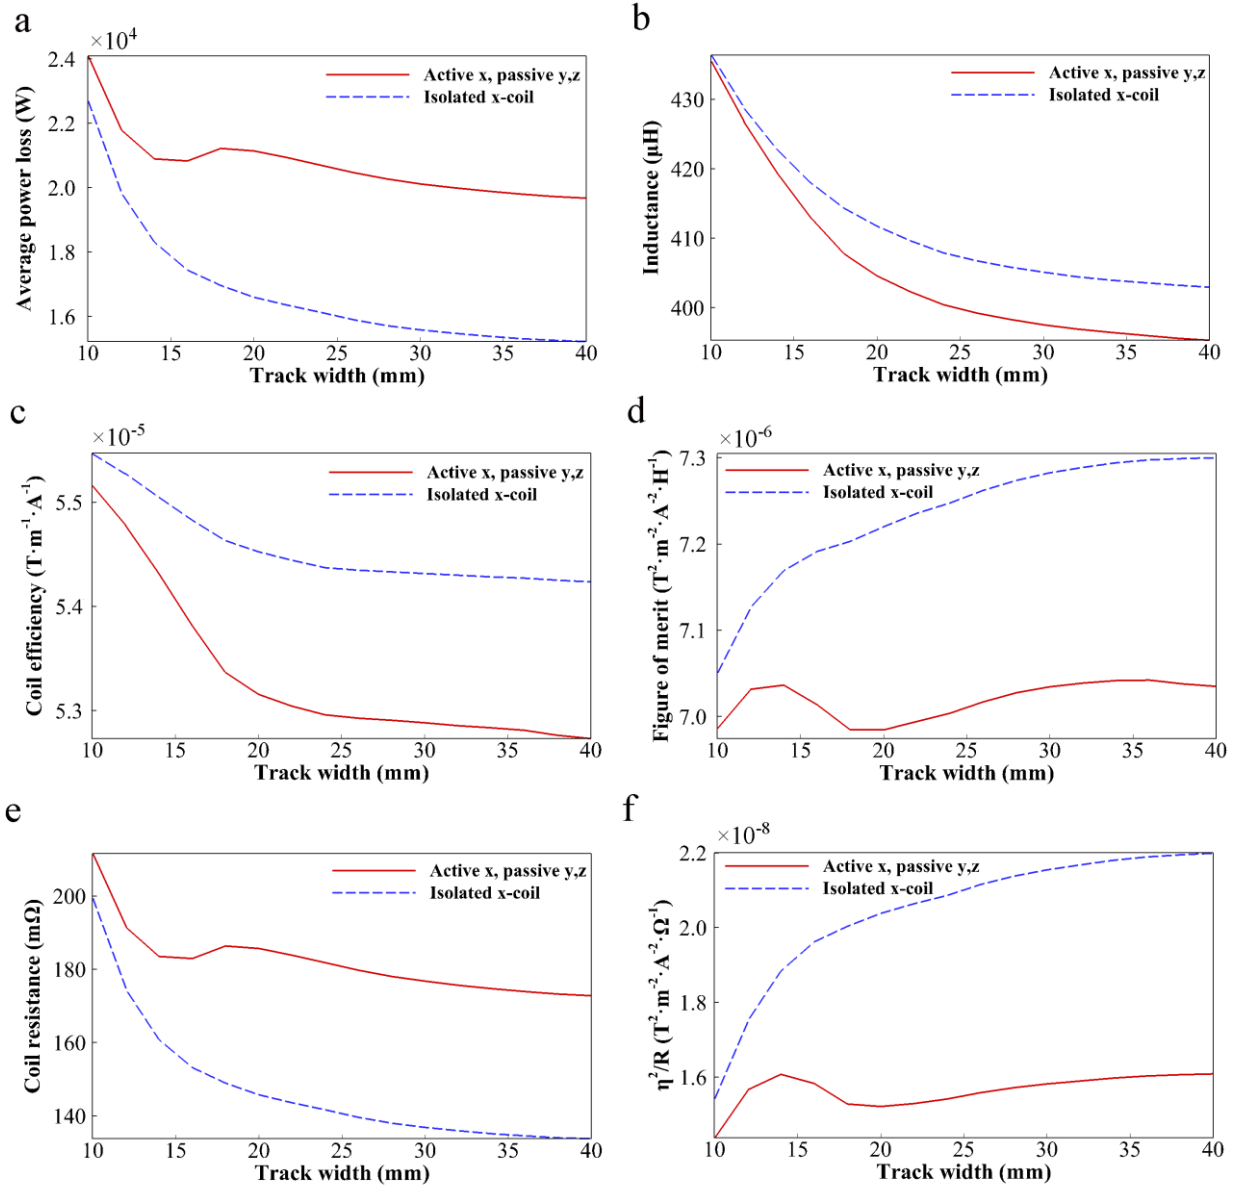 a
×10⁴
2.4
2.2
2.0
1.8
1.6
Average power loss (W)
Active x, passive y,z
Isolated x-coil
10 15 20 25 30 35 40
Track width (mm)
b
430
420
410
400
Inductance (µH)
Active x, passive y,z
Isolated x-coil
10 15 20 25 30 35 40
Track width (mm)
c
×10⁻⁵
5.5
5.4
5.3
Coil efficiency (T·m⁻¹·A⁻¹)
Active x, passive y,z
Isolated x-coil
10 15 20 25 30 35 40
Track width (mm)
d
×10⁻⁶
7.3
7.2
7.1
7.0
Figure of merit (T²·m⁻²·A⁻²·H⁻¹)
Active x, passive y,z
Isolated x-coil
10 15 20 25 30 35 40
Track width (mm)
e
200
180
160
140
Coil resistance (mΩ)
Active x, passive y,z
Isolated x-coil
10 15 20 25 30 35 40
Track width (mm)
f
×10⁻⁸
2.2
2.0
1.8
1.6
η²/R (T²·m⁻²·A⁻²·Ω⁻¹)
Active x, passive y,z
Isolated x-coil
10 15 20 25 30 35 40
Track width (mm)